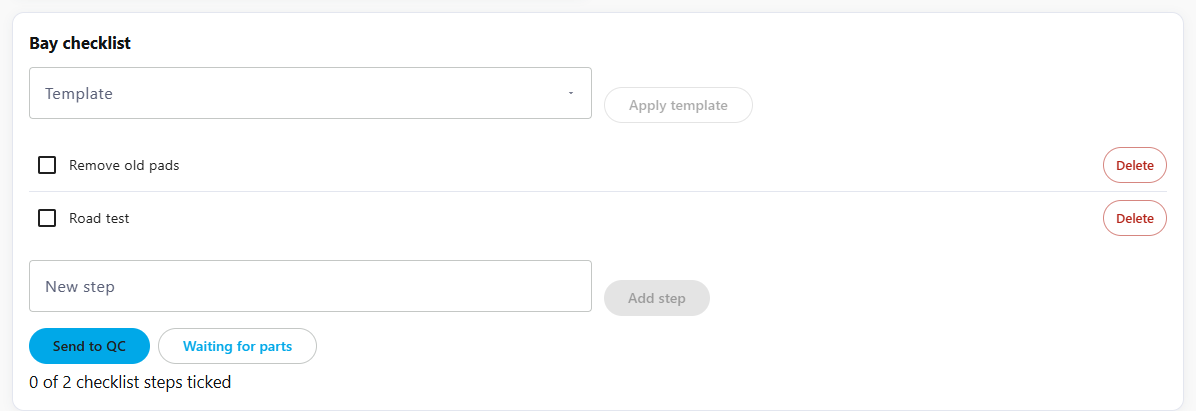 Bay checklist
Template
Apply template
Remove old pads
Delete
Road test
Delete
New step
Add step
Send to QC
Waiting for parts
0 of 2 checklist steps ticked